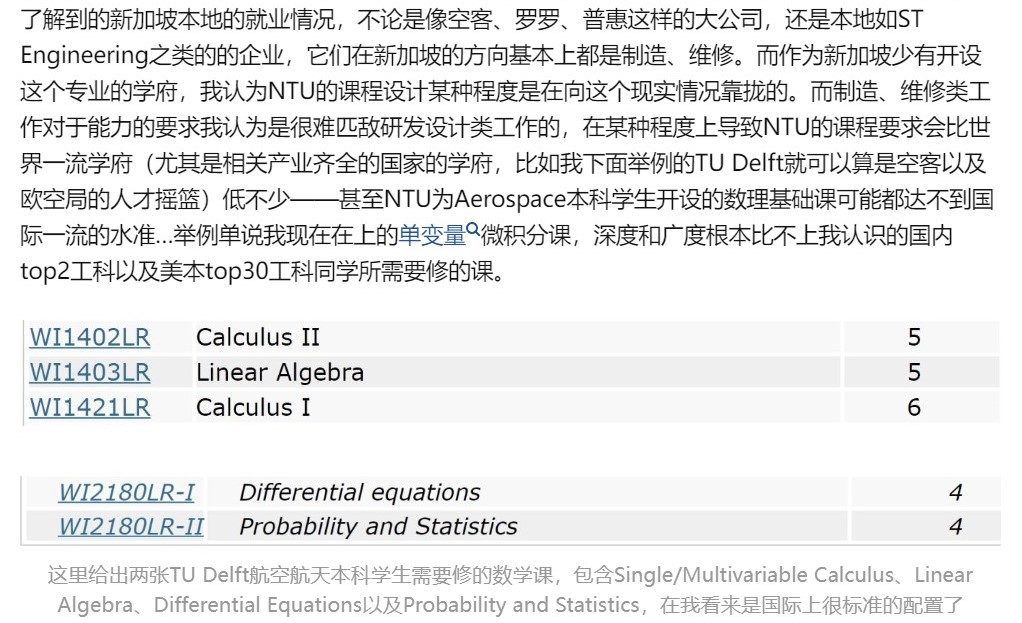 了解到的新加坡本地的就业情况，不论是像空客、罗罗、普惠这样的大公司，还是本地如ST
Engineering之类的的企业，它们在新加坡的方向基本上都是制造、维修。而作为新加坡少有开设
这个专业的学府，我认为NTU的课程设计某种程度是在向这个现实情况靠拢的。而制造、维修类工
作对于能力的要求我认为是很难匹敌研发设计类工作的，在某种程度上导致NTU的课程要求会比世
界一流学府（尤其是相关产业齐全的国家的学府，比如我下面举例的TU Delft就可以算是空客以及
欧空局的人才摇篮）低不少——甚至NTU为Aerospace本科学生开设的数理基础课可能都达不到国
际一流的水准...举例单说我现在在上的单变量微积分课，深度和广度根本比不上我认识的国内
top2工科以及美本top30工科同学所需要修的课。
WI1402LR Calculus II 5
WI1403LR Linear Algebra 5
WI1421LR Calculus I 6
WI2180LR-I Differential equations 4
WI2180LR-II Probability and Statistics 4
这里给出两张TU Delft航空航天本科学生需要修的数学课，包含Single/Multivariable Calculus、Linear
Algebra、Differential Equations以及Probability and Statistics，在我看来是国际上很标准的配置了